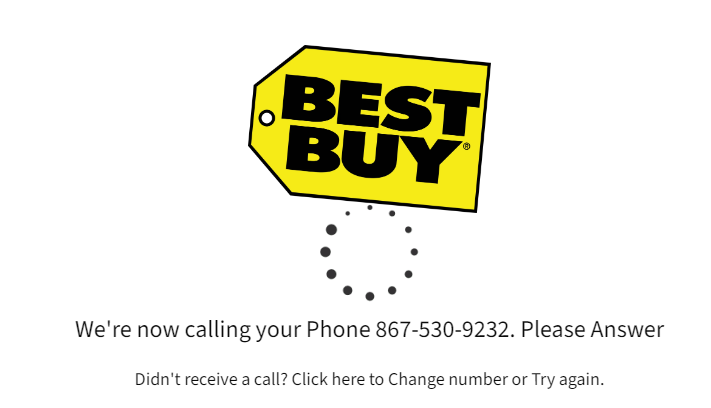 BEST
BUY®
We're now calling your Phone 867-530-9232. Please Answer
Didn't receive a call? Click here to Change number or Try again.